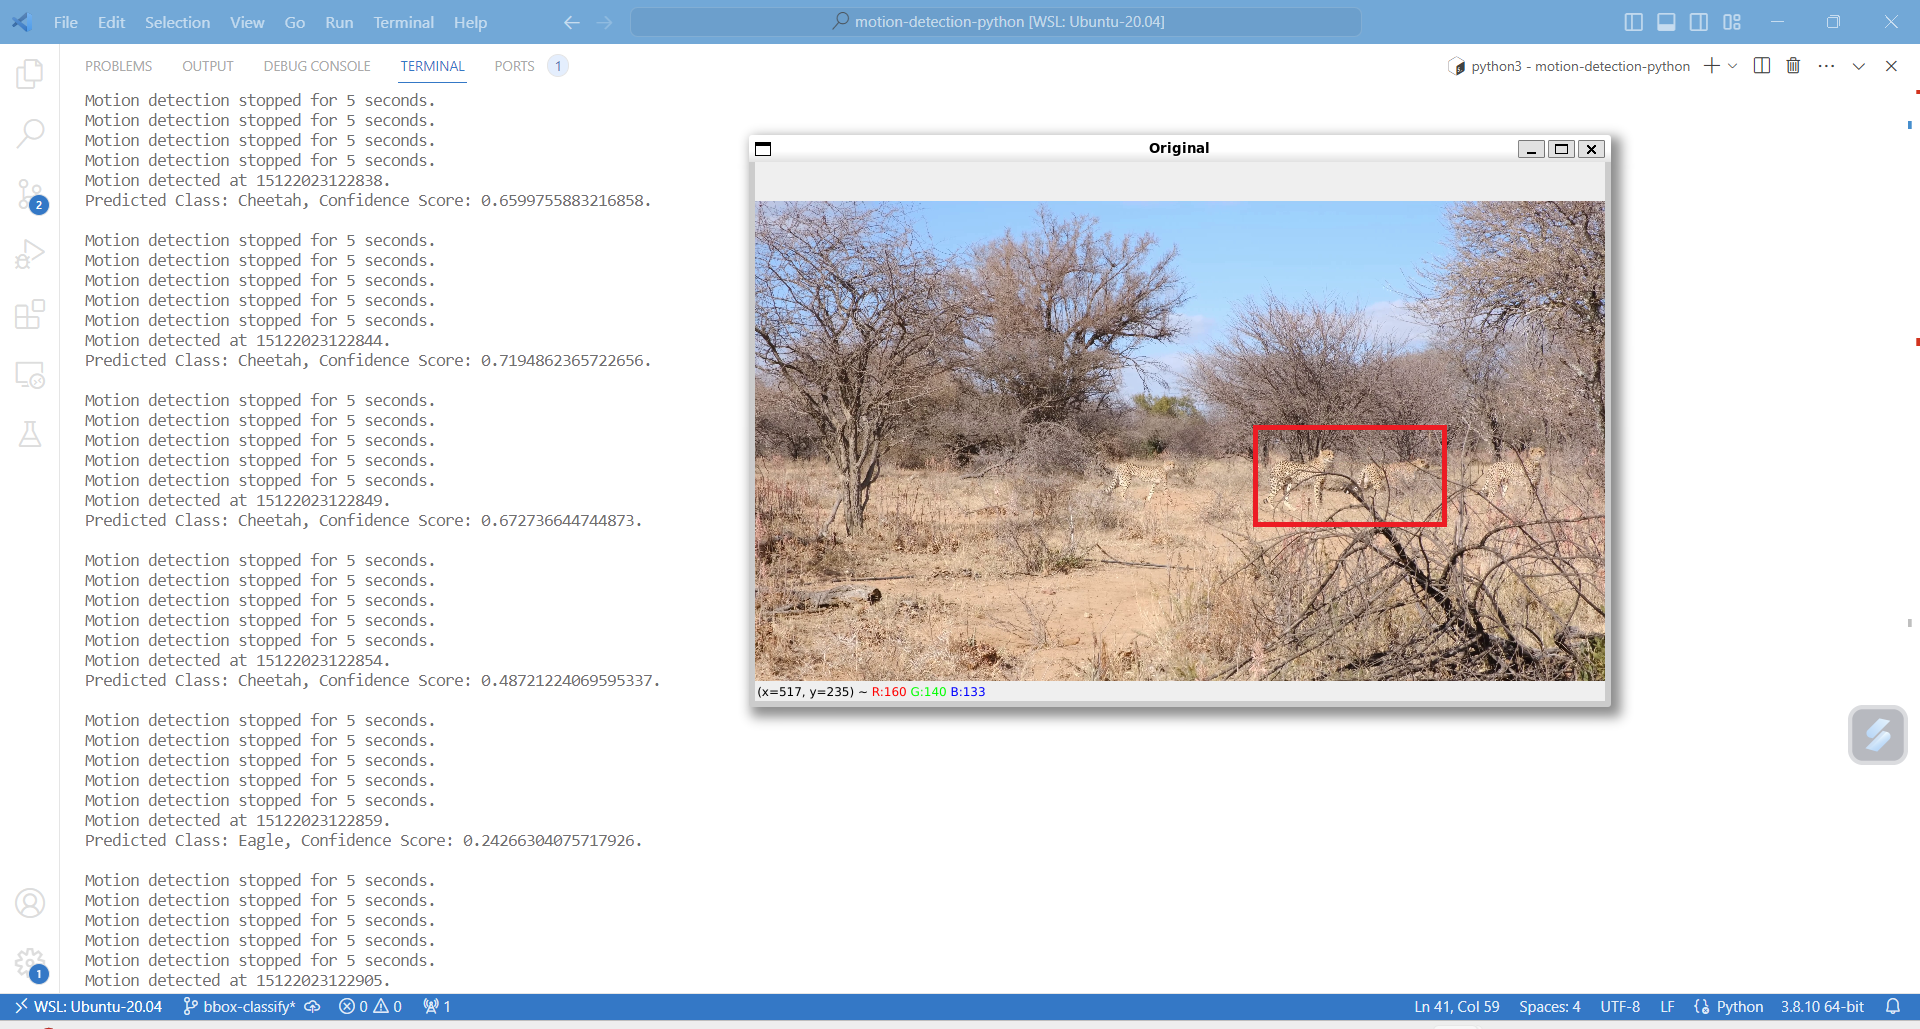 File Edit Selection View Go Run Terminal Help
motion-detection-python [WSL: Ubuntu-20.04]
PROBLEMS OUTPUT DEBUG CONSOLE TERMINAL PORTS 1
python3 - motion-detection-python
Motion detection stopped for 5 seconds.
Motion detection stopped for 5 seconds.
Motion detection stopped for 5 seconds.
Motion detection stopped for 5 seconds.
Motion detected at 15122023122838.
Predicted Class: Cheetah, Confidence Score: 0.6599755883216858.
Motion detection stopped for 5 seconds.
Motion detection stopped for 5 seconds.
Motion detection stopped for 5 seconds.
Motion detection stopped for 5 seconds.
Motion detection stopped for 5 seconds.
Motion detected at 15122023122844.
Predicted Class: Cheetah, Confidence Score: 0.7194862365722656.
Motion detection stopped for 5 seconds.
Motion detection stopped for 5 seconds.
Motion detection stopped for 5 seconds.
Motion detection stopped for 5 seconds.
Motion detection stopped for 5 seconds.
Motion detected at 15122023122849.
Predicted Class: Cheetah, Confidence Score: 0.672736644744873.
Motion detection stopped for 5 seconds.
Motion detection stopped for 5 seconds.
Motion detection stopped for 5 seconds.
Motion detection stopped for 5 seconds.
Motion detection stopped for 5 seconds.
Motion detected at 15122023122854.
Predicted Class: Cheetah, Confidence Score: 0.48721224069595337.
Motion detection stopped for 5 seconds.
Motion detection stopped for 5 seconds.
Motion detection stopped for 5 seconds.
Motion detection stopped for 5 seconds.
Motion detection stopped for 5 seconds.
Motion detected at 15122023122859.
Predicted Class: Eagle, Confidence Score: 0.24266304075717926.
Motion detection stopped for 5 seconds.
Motion detection stopped for 5 seconds.
Motion detection stopped for 5 seconds.
Motion detection stopped for 5 seconds.
Motion detection stopped for 5 seconds.
Motion detected at 15122023122905.
Original
(x=517, y=235) ~ R:160 G:140 B:133
2
1
WSL: Ubuntu-20.04 bbox-classify* 0 0 1
Ln 41, Col 59 Spaces: 4 UTF-8 LF Python 3.8.10 64-bit